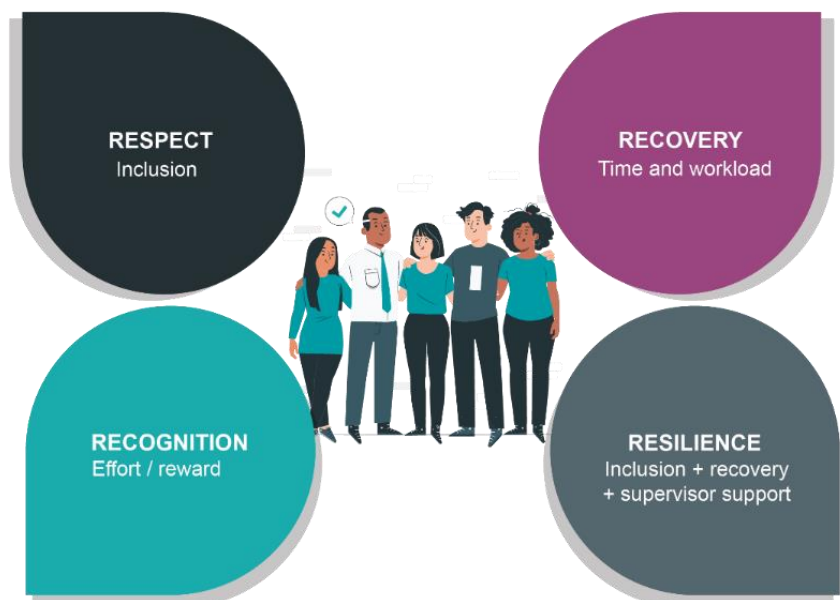 RESPECT
Inclusion
RECOVERY
Time and workload
RECOGNITION
Effort / reward
RESILIENCE
Inclusion + recovery
+ supervisor support